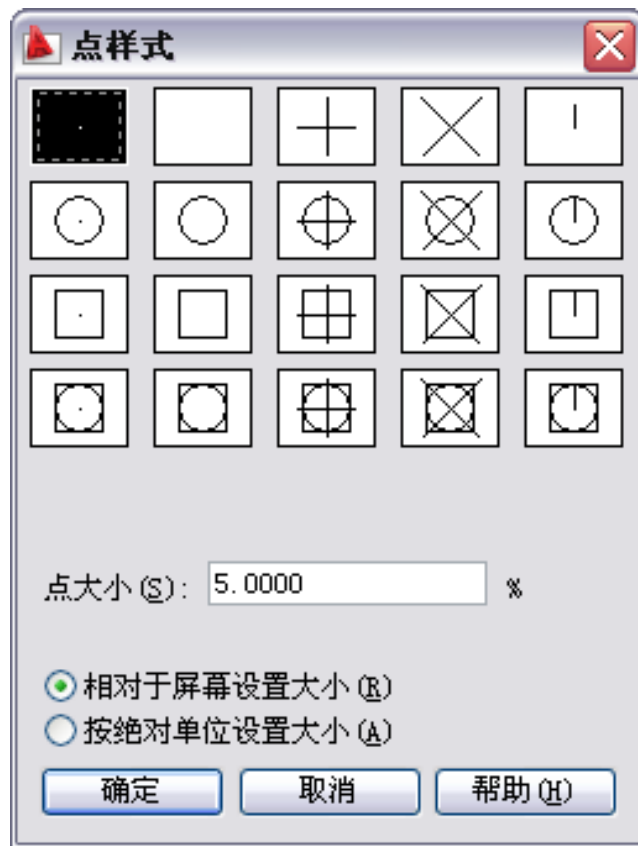 点样式
点大小(S): 5.0000 %
相对于屏幕设置大小(R)
按绝对单位设置大小(A)
确定 取消 帮助(H)